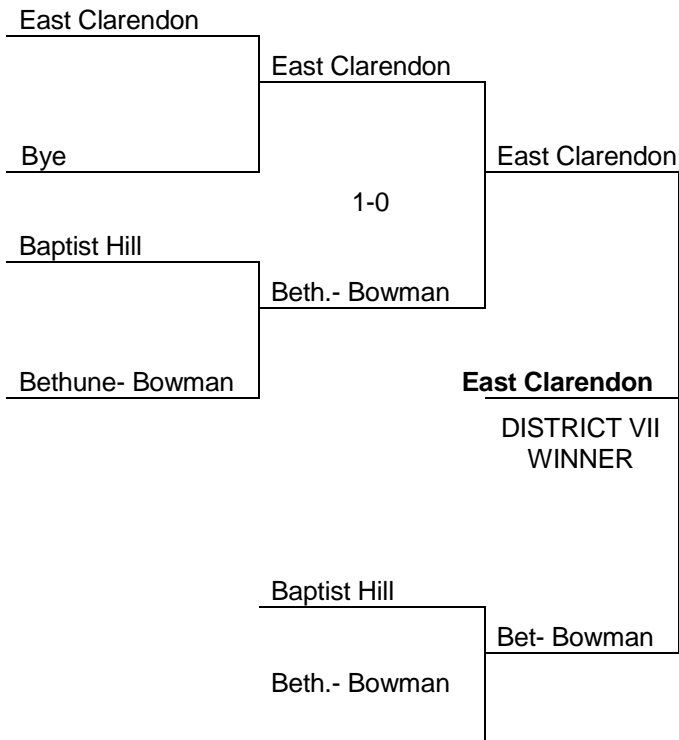 East Clarendon
East Clarendon
Bye
East Clarendon
1-0
Baptist Hill
Beth.- Bowman
Bethune- Bowman
East Clarendon
DISTRICT VII
WINNER
Baptist Hill
Bet- Bowman
Beth.- Bowman